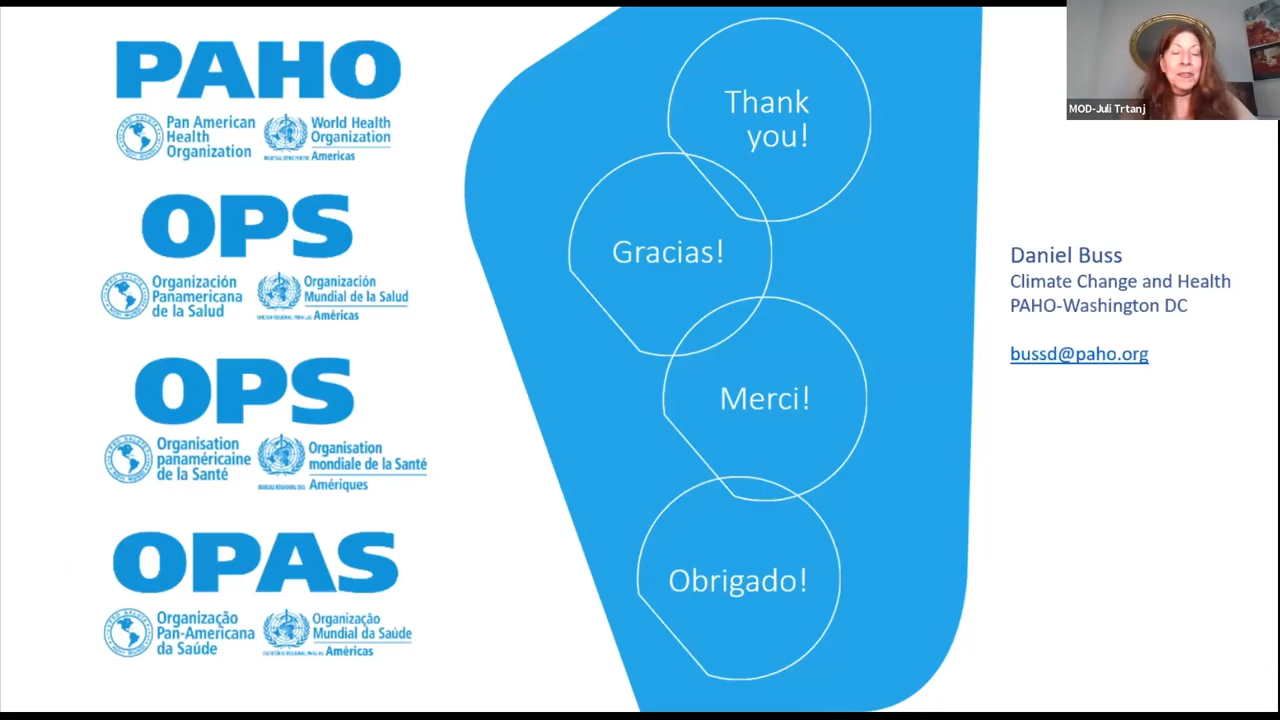 PAHO
Pan American
Health
Organization
World Health
Organization
Americas
OPS
Organización
Panamericana
de la Salud
Organización
Mundial de la Salud
Américas
OPS
Organisation
panaméricaine
de la Santé
Organisation
mondiale de la Santé
Amériques
OPAS
Organização
Pan-Americana
da Saúde
Organização
Mundial da Saúde
Américas
Thank
you!
Gracias!
Merci!
Obrigado!
MOD-Juli Trtanj
Daniel Buss
Climate Change and Health
PAHO-Washington DC
bussd@paho.org